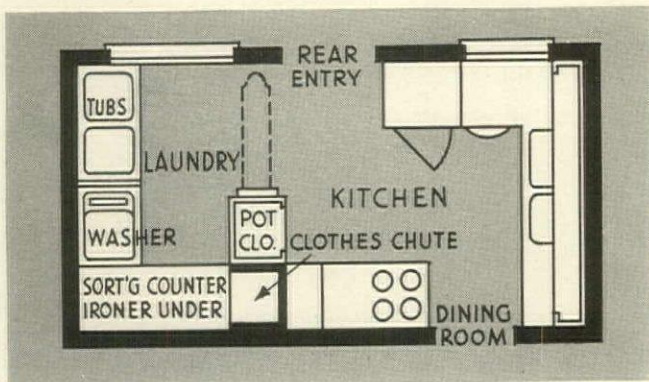 REAR
ENTRY
TUBS
LAUNDRY
KITCHEN
WASHER
POT
CLO.
CLOTHES CHUTE
SORT'G COUNTER
IRONER UNDER
DINING
ROOM